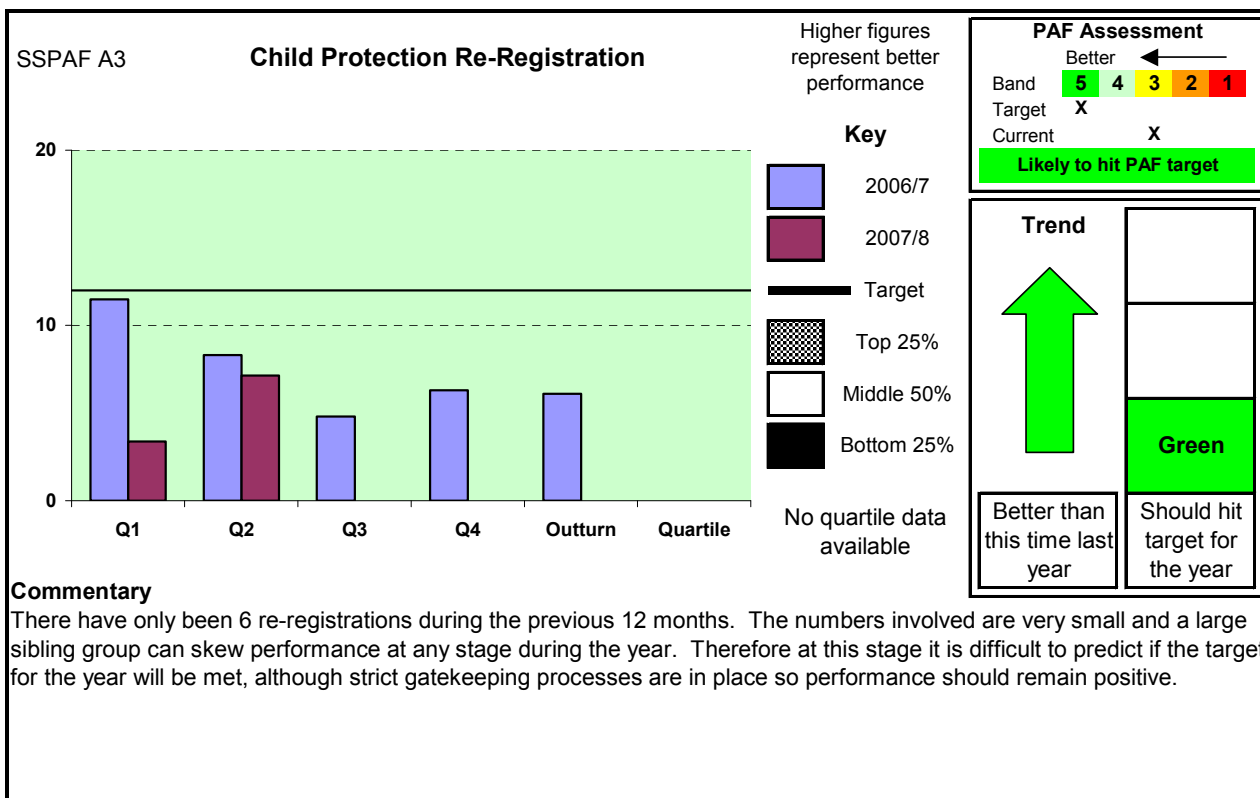 SSPAF A3
Child Protection Re-Registration
Higher figures
represent better
performance
20
10
0
Q1
Q2
Q3
Q4
Outturn
Quartile
Key
2006/7
2007/8
Target
Top 25%
Middle 50%
Bottom 25%
No quartile data
available
PAF Assessment
Better
Band 5 4 3 2 1
Target X
Current X
Likely to hit PAF target
Trend
Green
Better than
this time last
year
Should hit
target for
the year
Commentary
There have only been 6 re-registrations during the previous 12 months. The numbers involved are very small and a large
sibling group can skew performance at any stage during the year. Therefore at this stage it is difficult to predict if the target
for the year will be met, although strict gatekeeping processes are in place so performance should remain positive.